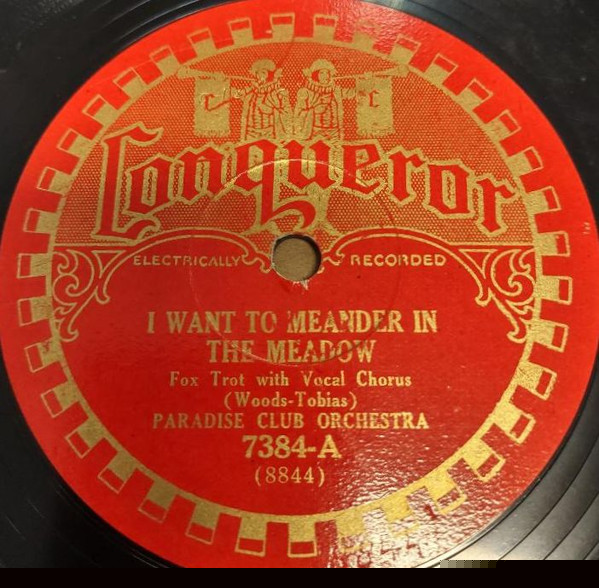 C C
Conqueror
ELECTRICALLY RECORDED
I WANT TO MEANDER IN
THE MEADOW
Fox Trot with Vocal Chorus
(Woods-Tobias)
PARADISE CLUB ORCHESTRA
7384-A
(8844)